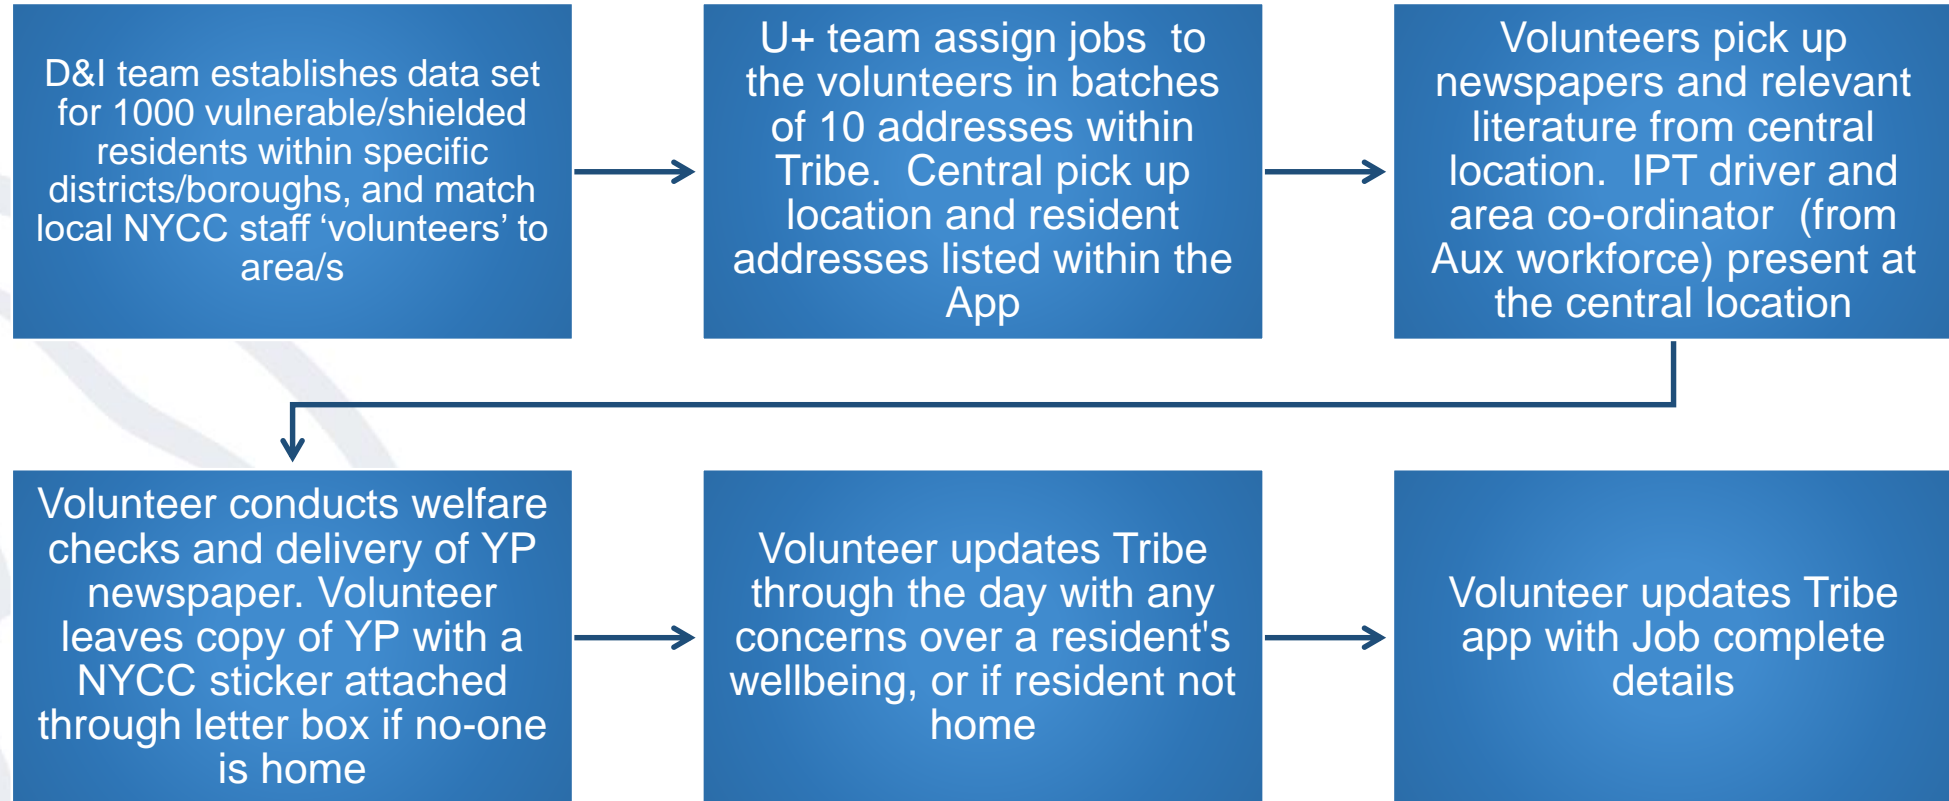 D&I team establishes data set
for 1000 vulnerable/shielded
residents within specific
districts/boroughs, and match
local NYCC staff ‘volunteers’ to
area/s
U+ team assign jobs  to
the volunteers in batches
of 10 addresses within
Tribe.  Central pick up
location and resident
addresses listed within the
App
Volunteers pick up
newspapers and relevant
literature from central
location.  IPT driver and
area co-ordinator  (from
Aux workforce) present at
the central location
Volunteer conducts welfare
checks and delivery of YP
newspaper. Volunteer
leaves copy of YP with a
NYCC sticker attached
through letter box if no-one
is home
Volunteer updates Tribe
through the day with any
concerns over a resident's
wellbeing, or if resident not
home
Volunteer updates Tribe
app with Job complete
details